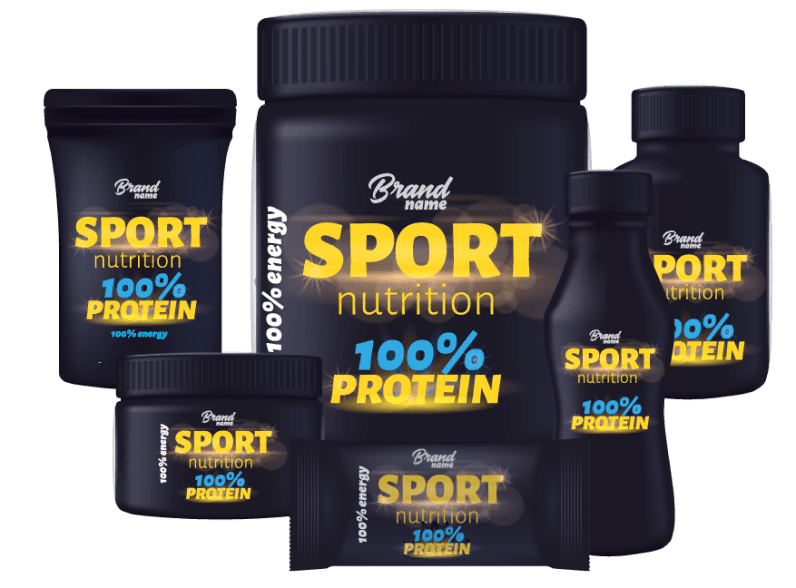 Brand
name
SPORT
nutrition
100%
PROTEIN
100% energy
Brand
name
SPORT
nutrition
100%
PROTEIN
100% energy
Brand
name
SPORT
nutrition
00%
ROTEIN
Brand
name
SPORT
nutrition
100%
PROTEIN
Brand
name
SPORT
nutrition
100%
PROTEIN
100% energy
Brand
name
SPORT
nutrition
100%
PROTEIN
100% energy